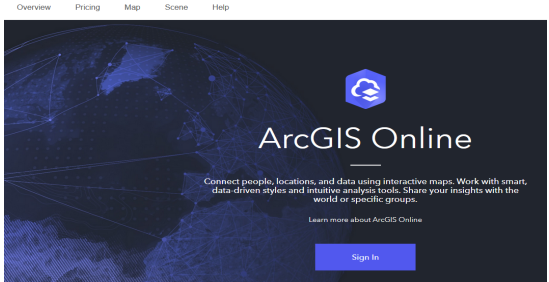 Overview Pricing Map Scene Help
ArcGIS Online
Connect people, locations, and data using interactive maps. Work with smart,
data-driven styles and intuitive analysis tools. Share your insights with the
world or specific groups.
Learn more about ArcGIS Online
Sign In